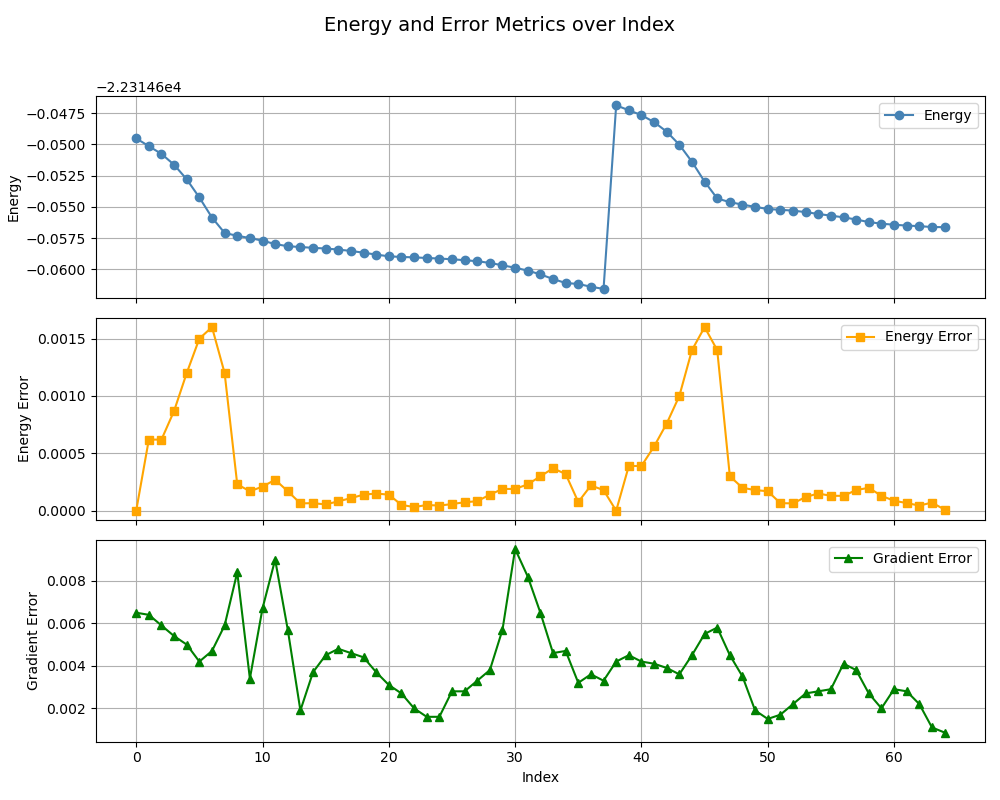 Energy and Error Metrics over Index
−2.23146e4
−0.0475
−0.0500
−0.0525
−0.0550
−0.0575
−0.0600
Energy
Energy
0.0015
0.0010
0.0005
0.0000
Energy Error
Energy Error
0.008
0.006
0.004
0.002
Gradient Error
Gradient Error
0 10 20 30 40 50 60
Index